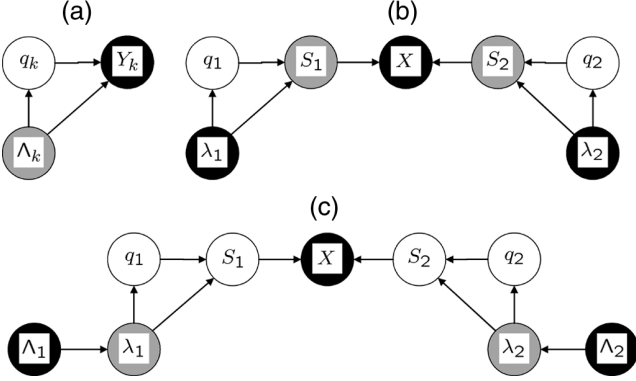 (a) (b)
q_k Y_k q_1 S_1 X S_2 q_2
Λ_k λ_1 λ_2
(c)
q_1 S_1 X S_2 q_2
Λ_1 λ_1 λ_2 Λ_2